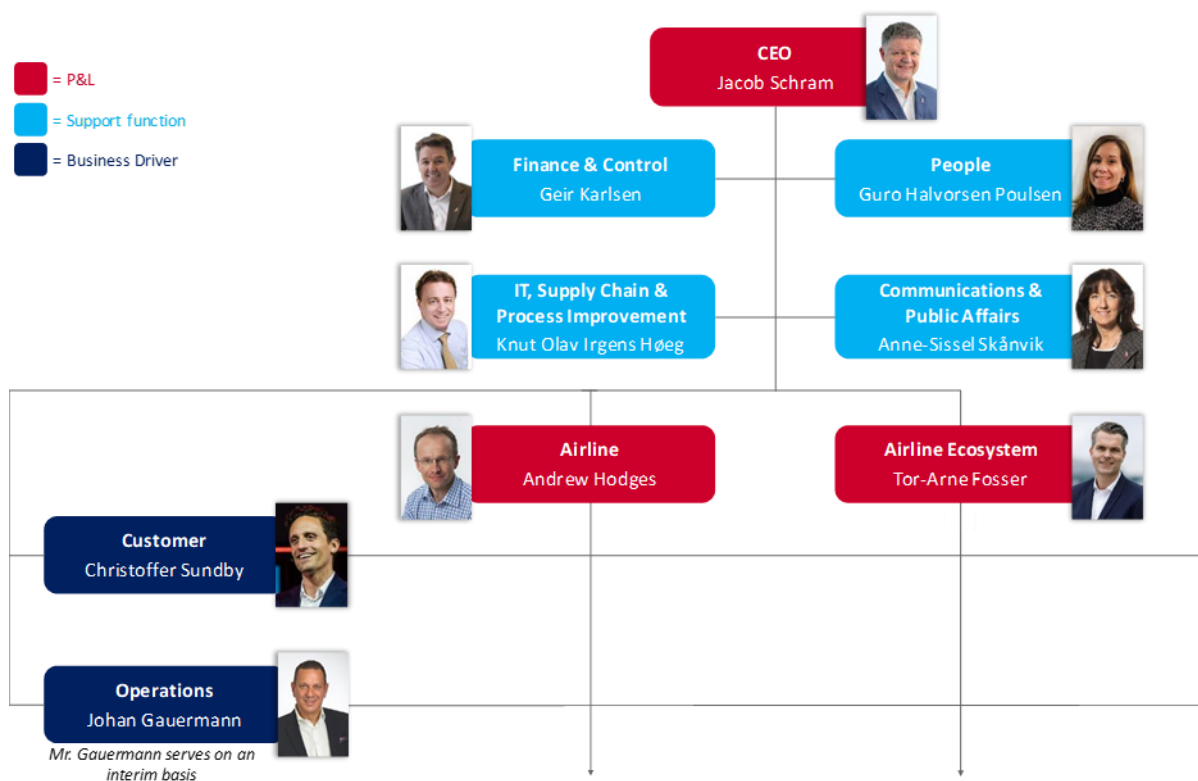 CEO
Jacob Schram
= P&L
= Support function
= Business Driver
Finance & Control
Geir Karlsen
People
Guro Halvorsen Poulsen
IT, Supply Chain &
Process Improvement
Knut Olav Irgens Høeg
Communications &
Public Affairs
Anne-Sissel Skånvik
Airline
Andrew Hodges
Airline Ecosystem
Tor-Arne Fosser
Customer
Christoffer Sundby
Operations
Johan Gauermann
Mr. Gauermann serves on an
interim basis